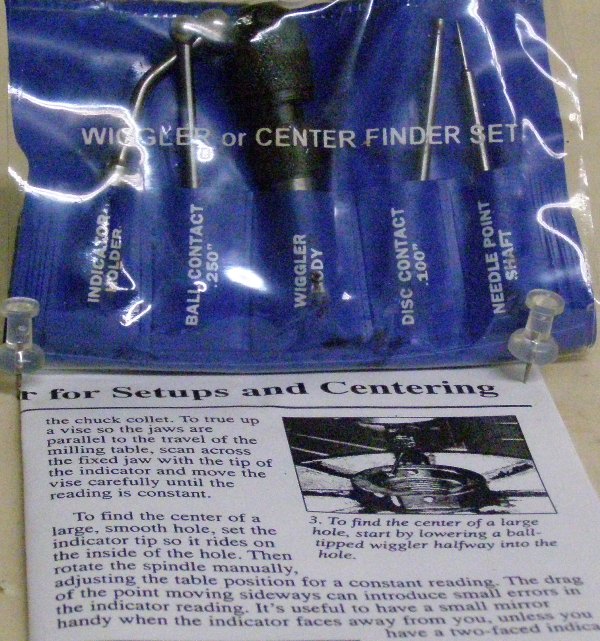 WIGGLER or CENTER FINDER SET
INDICATOR
HOLDER
BALL CONTACT
.250"
WIGGLER
BODY
DISC CONTACT
.100"
NEEDLE POINT
SHAFT
r for Setups and Centering
the chuck collet. To true up
a vise so the jaws are
parallel to the travel of the
milling table, scan across
the fixed jaw with the tip of
the indicator and move the
vise carefully until the
reading is constant.
To find the center of a
large, smooth hole, set the
indicator tip so it rides on
the inside of the hole. Then
rotate the spindle manually,
adjusting the table position for a constant reading. The drag
of the point moving sideways can introduce small errors in
the indicator reading. It's useful to have a small mirror
handy when the indicator faces away from you, unless you
have a two-faced indica
3. To find the center of a large
hole, start by lowering a ball-
tipped wiggler halfway into the
hole.